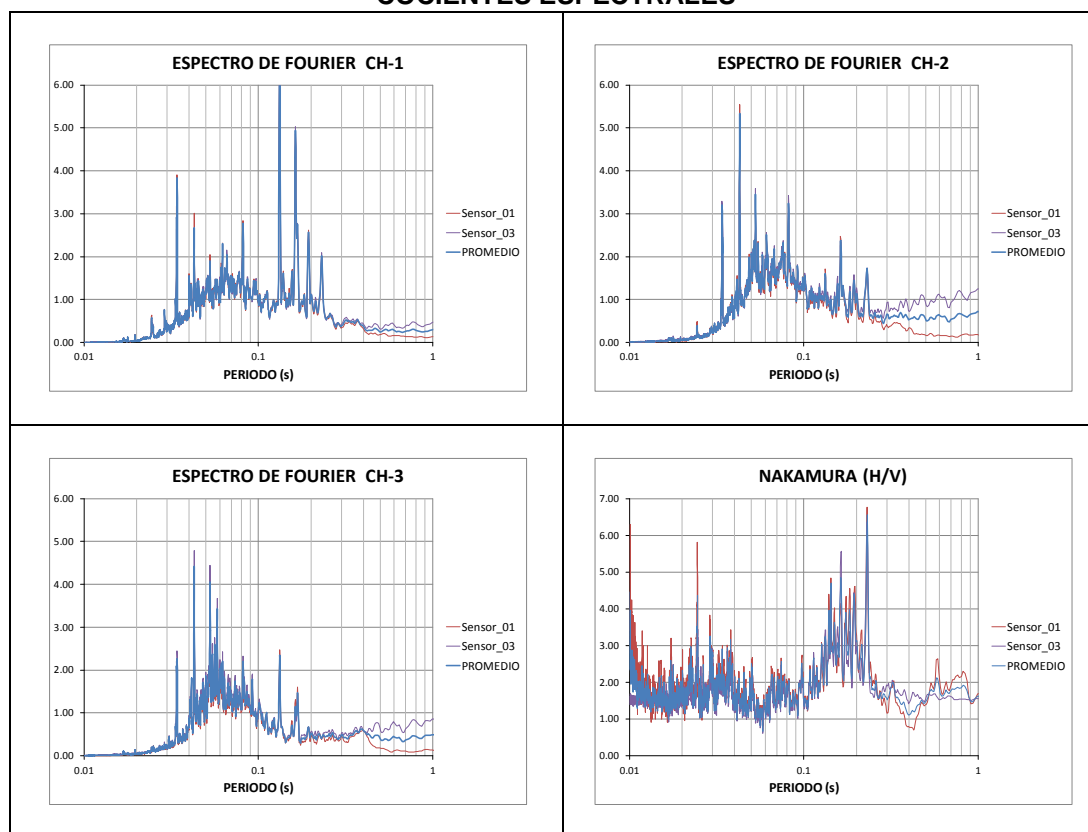 COCIENTES ESPECTRALES
ESPECTRO DE FOURIER CH-1
6.00
5.00
4.00
3.00
2.00
1.00
0.00
0.01
0.1
1
PERIODO (s)
Sensor_01
Sensor_03
PROMEDIO
ESPECTRO DE FOURIER CH-2
6.00
5.00
4.00
3.00
2.00
1.00
0.00
0.01
0.1
1
PERIODO (s)
Sensor_01
Sensor_03
PROMEDIO
ESPECTRO DE FOURIER CH-3
6.00
5.00
4.00
3.00
2.00
1.00
0.00
0.01
0.1
1
PERIODO (s)
Sensor_01
Sensor_03
PROMEDIO
NAKAMURA (H/V)
7.00
6.00
5.00
4.00
3.00
2.00
1.00
0.00
0.01
0.1
1
PERIODO (s)
Sensor_01
Sensor_03
PROMEDIO